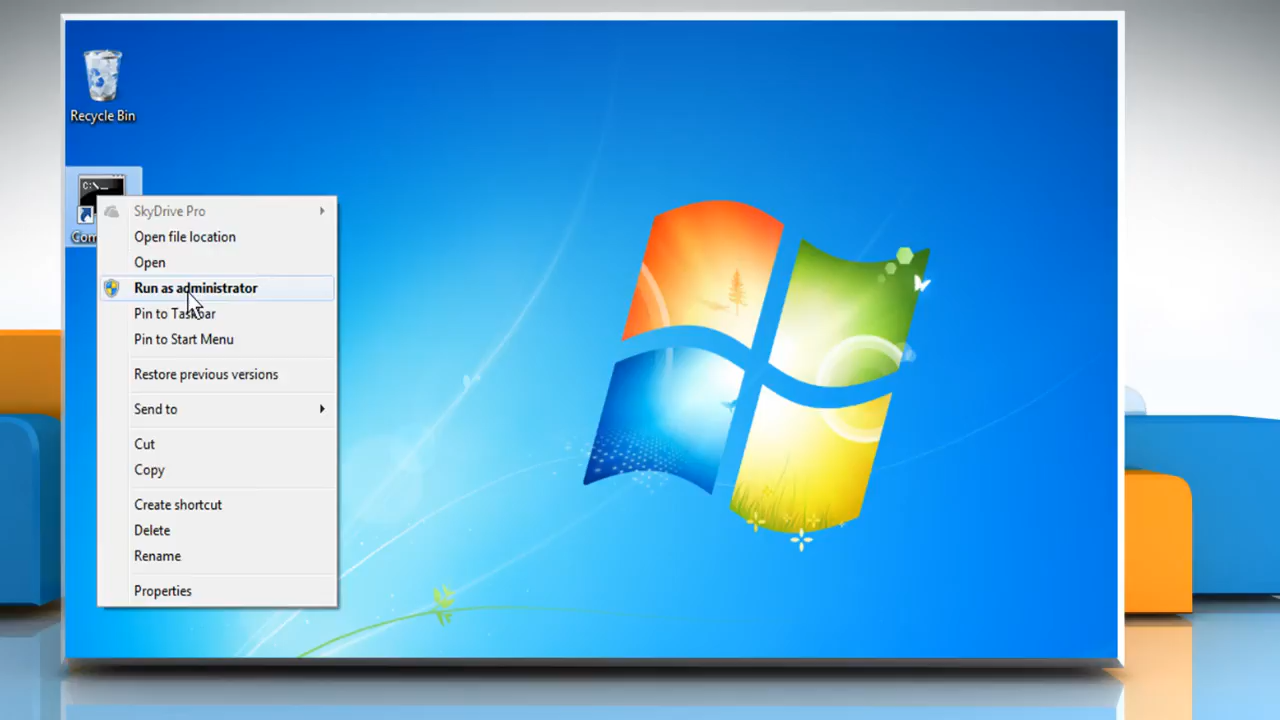 Recycle Bin
C:\
Com
SkyDrive Pro
Open file location
Open
Run as administrator
Pin to Taskbar
Pin to Start Menu
Restore previous versions
Send to
Cut
Copy
Create shortcut
Delete
Rename
Properties